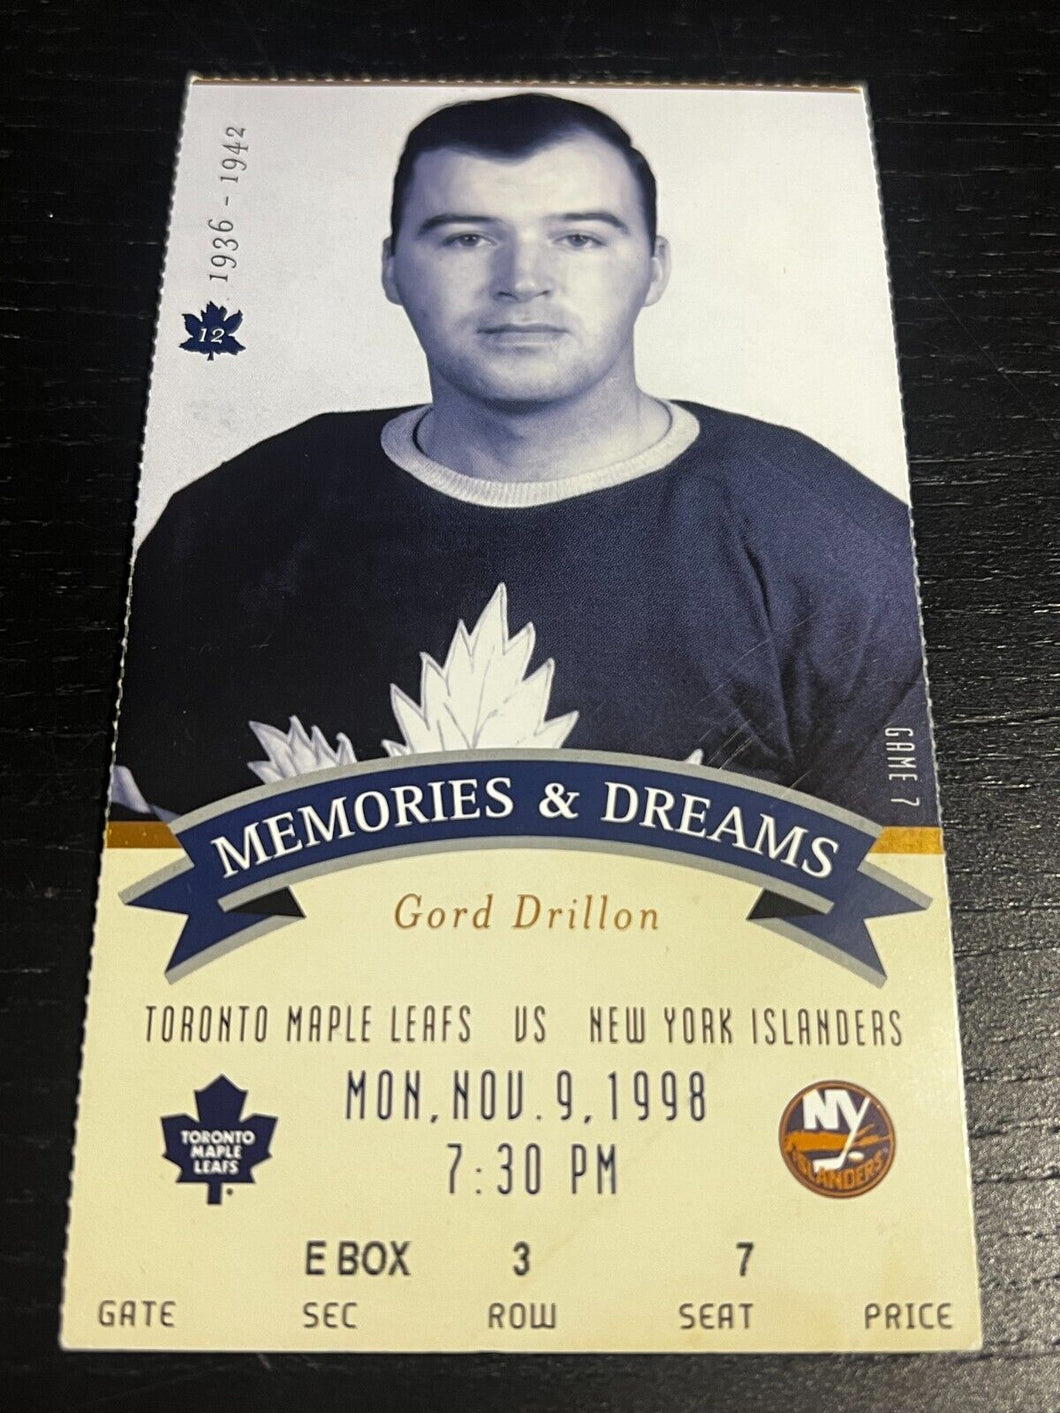 1936 - 1942
12
GAME 7
MEMORIES & DREAMS
Gord Drillon
TORONTO MAPLE LEAFS VS NEW YORK ISLANDERS
MON, NOV. 9, 1998
7:30 PM
TORONTO
MAPLE
LEAFS
NY
ISLANDERS
E BOX 3 7
GATE SEC ROW SEAT PRICE